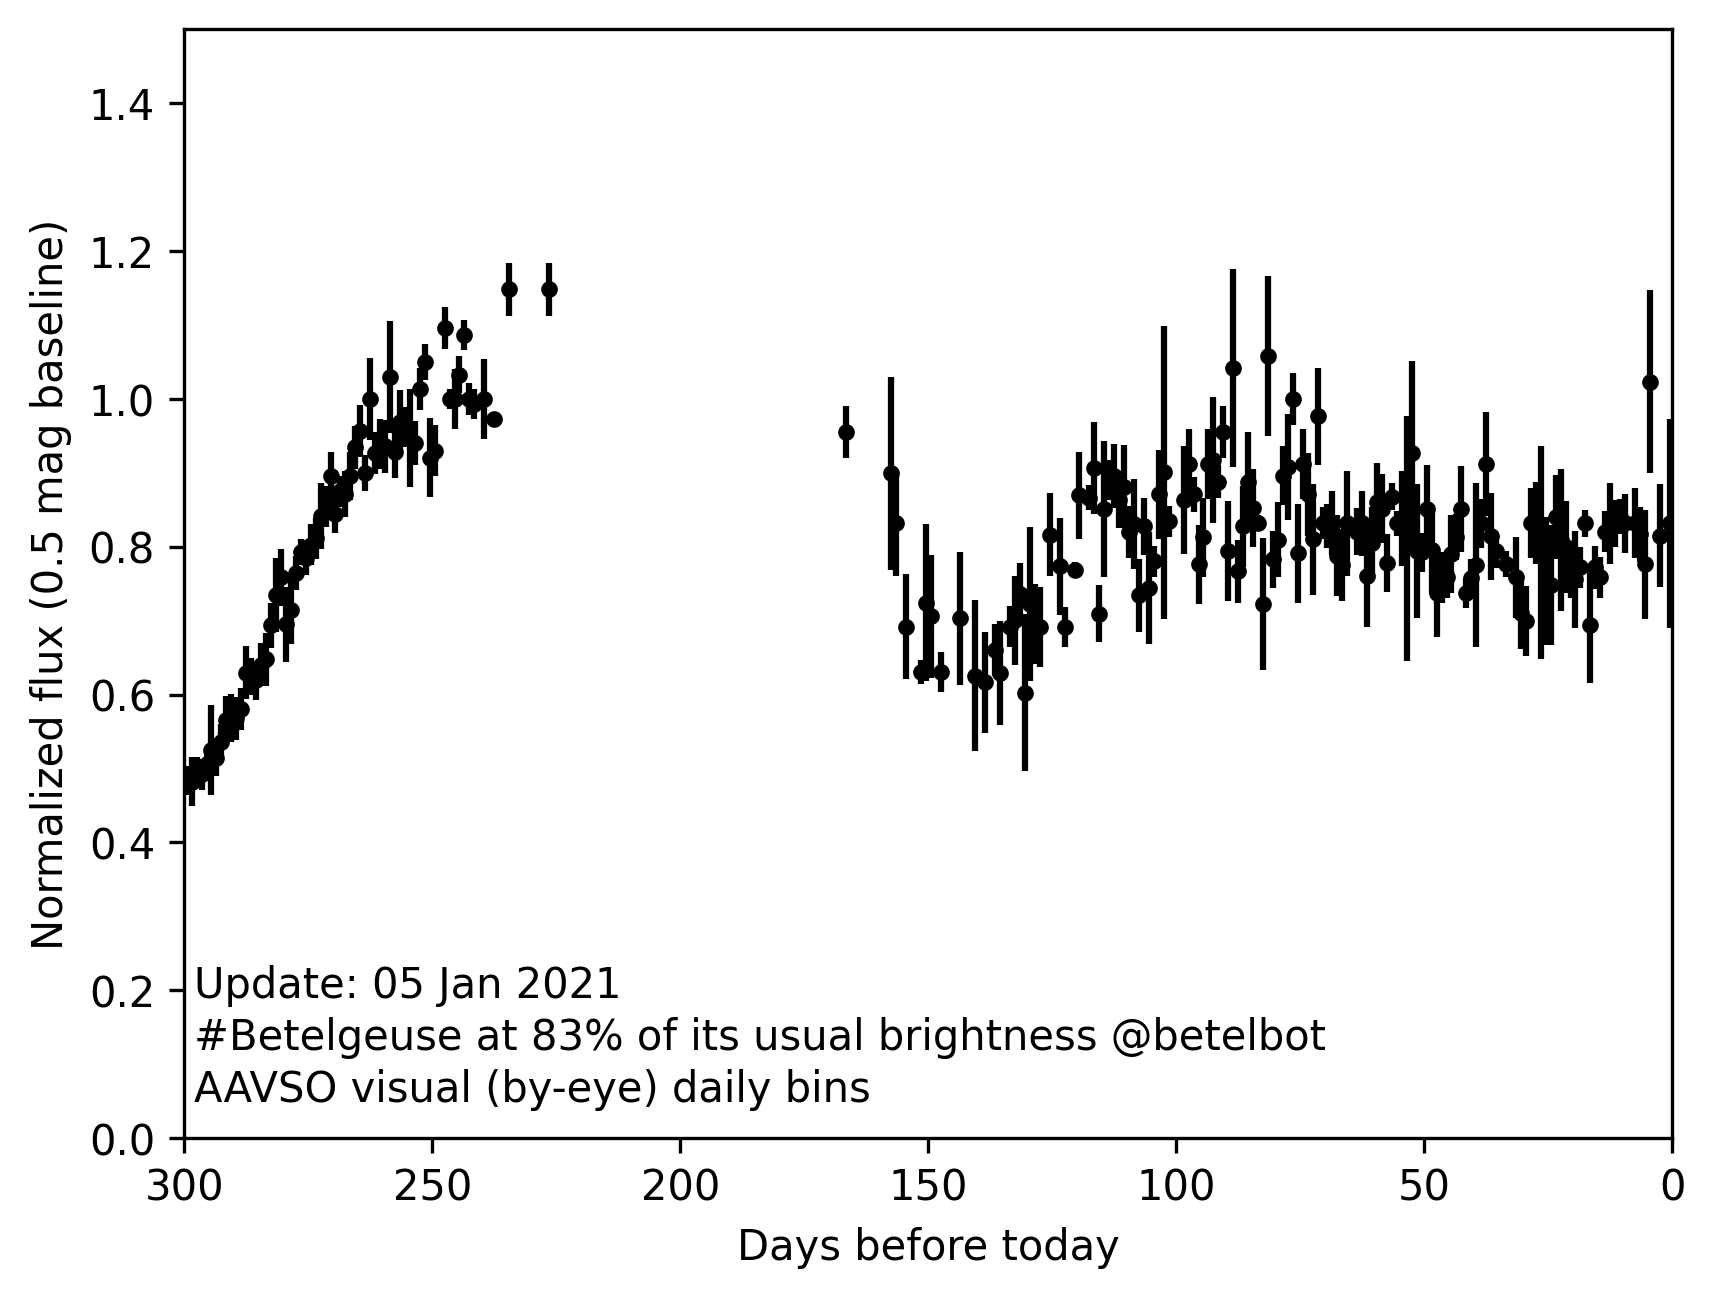 1.4
1.2
1.0
0.8
0.6
0.4
0.2
0.0
Normalized flux (0.5 mag baseline)
Update: 05 Jan 2021
#Betelgeuse at 83% of its usual brightness @betelbot
AAVSO visual (by-eye) daily bins
300 250 200 150 100 50 0
Days before today